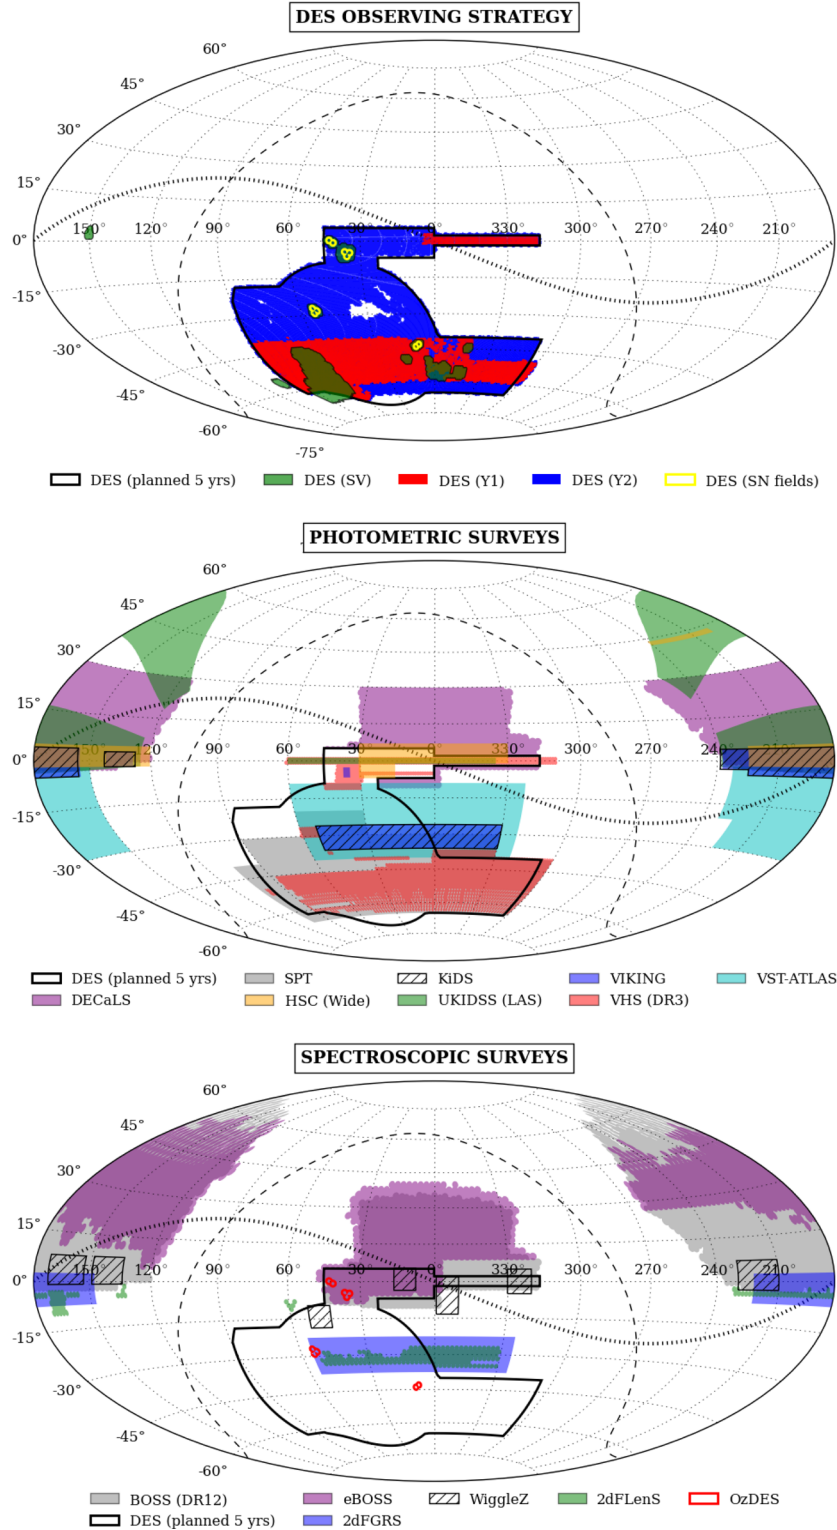 DES OBSERVING STRATEGY
60°
45°
30°
15°
150° 120° 90° 60° 30° 0° 330° 300° 270° 240° 210°
0°
-15°
-30°
-45°
-60°
-75°
DES (planned 5 yrs) DES (SV) DES (Y1) DES (Y2) DES (SN fields)
PHOTOMETRIC SURVEYS
60°
45°
30°
15°
150° 120° 90° 60° 30° 0° 330° 300° 270° 240° 210°
0°
-15°
-30°
-45°
-60°
DES (planned 5 yrs) SPT KiDS VIKING VST-ATLAS
DECaLS HSC (Wide) UKIDSS (LAS) VHS (DR3)
SPECTROSCOPIC SURVEYS
60°
45°
30°
15°
150° 120° 90° 60° 30° 0° 330° 300° 270° 240° 210°
0°
-15°
-30°
-45°
-60°
BOSS (DR12) eBOSS WiggleZ 2dFLenS OzDES
DES (planned 5 yrs) 2dFGRS